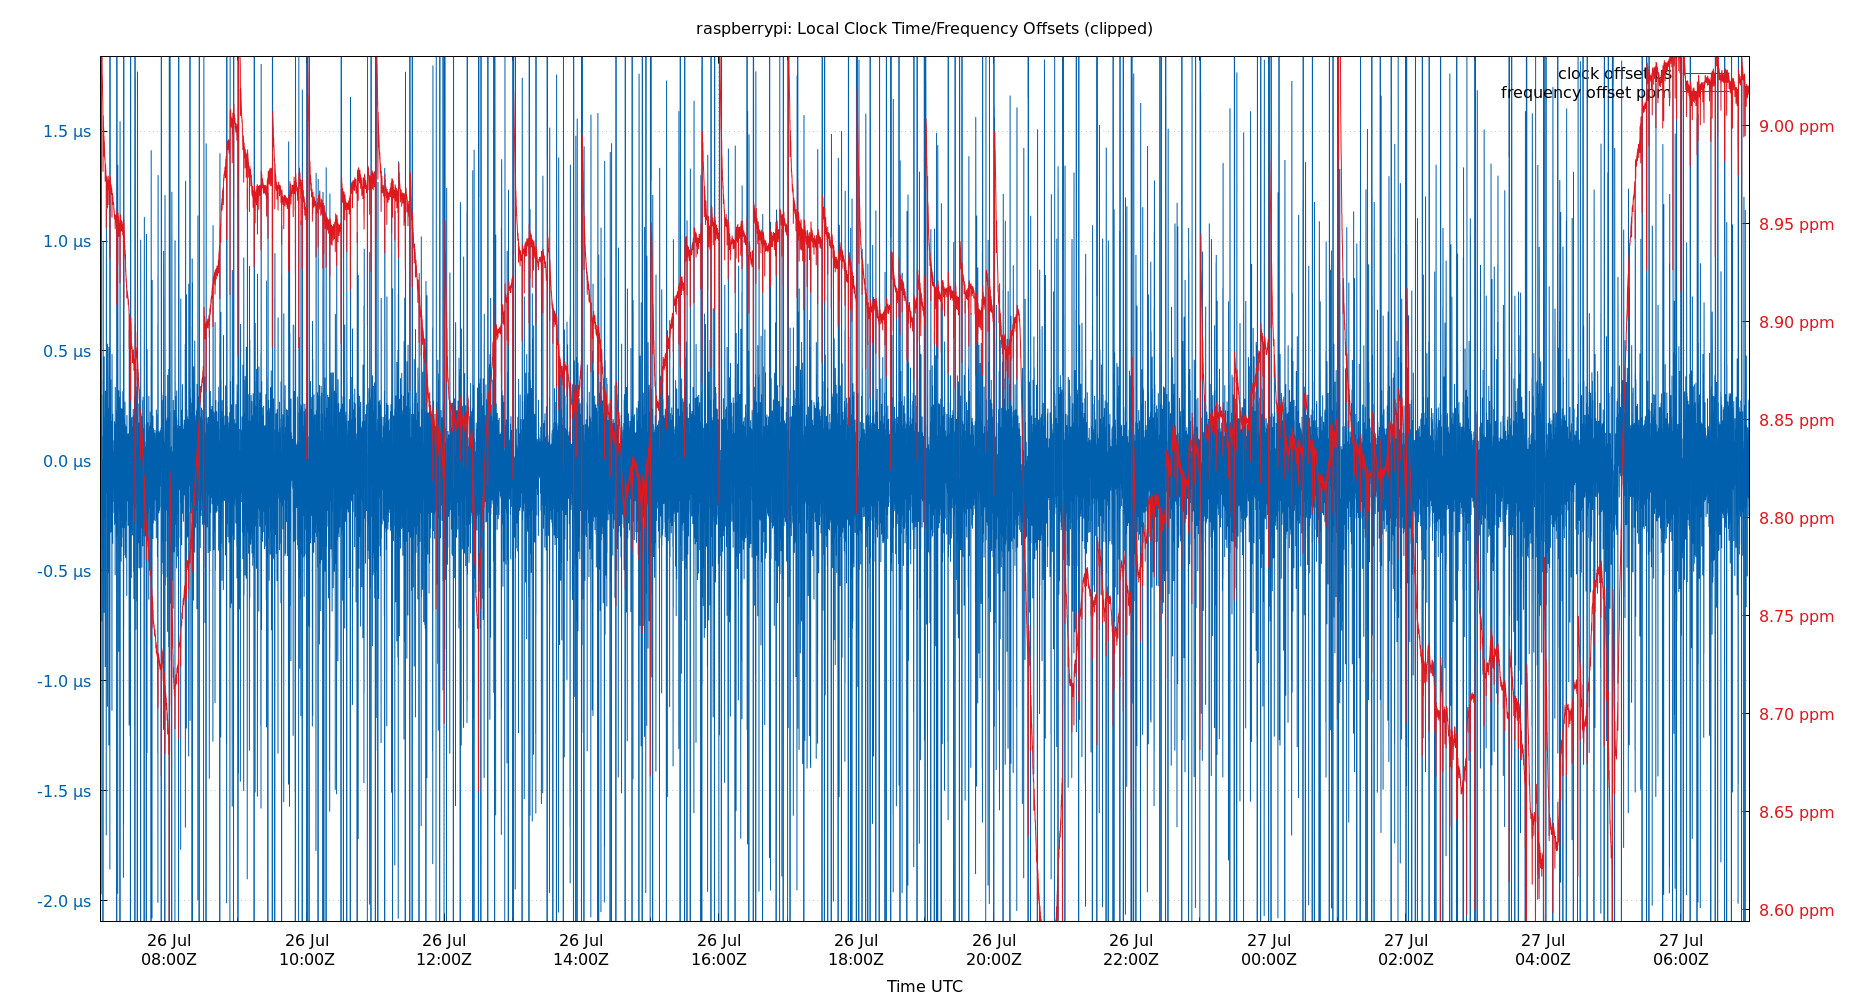 raspberrypi: Local Clock Time/Frequency Offsets (clipped)
clock offset µs
frequency offset ppm
1.5 µs
1.0 µs
0.5 µs
0.0 µs
-0.5 µs
-1.0 µs
-1.5 µs
-2.0 µs
9.00 ppm
8.95 ppm
8.90 ppm
8.85 ppm
8.80 ppm
8.75 ppm
8.70 ppm
8.65 ppm
8.60 ppm
26 Jul 26 Jul 26 Jul 26 Jul 26 Jul 26 Jul 26 Jul 26 Jul 27 Jul 27 Jul 27 Jul 27 Jul
08:00Z 10:00Z 12:00Z 14:00Z 16:00Z 18:00Z 20:00Z 22:00Z 00:00Z 02:00Z 04:00Z 06:00Z
Time UTC